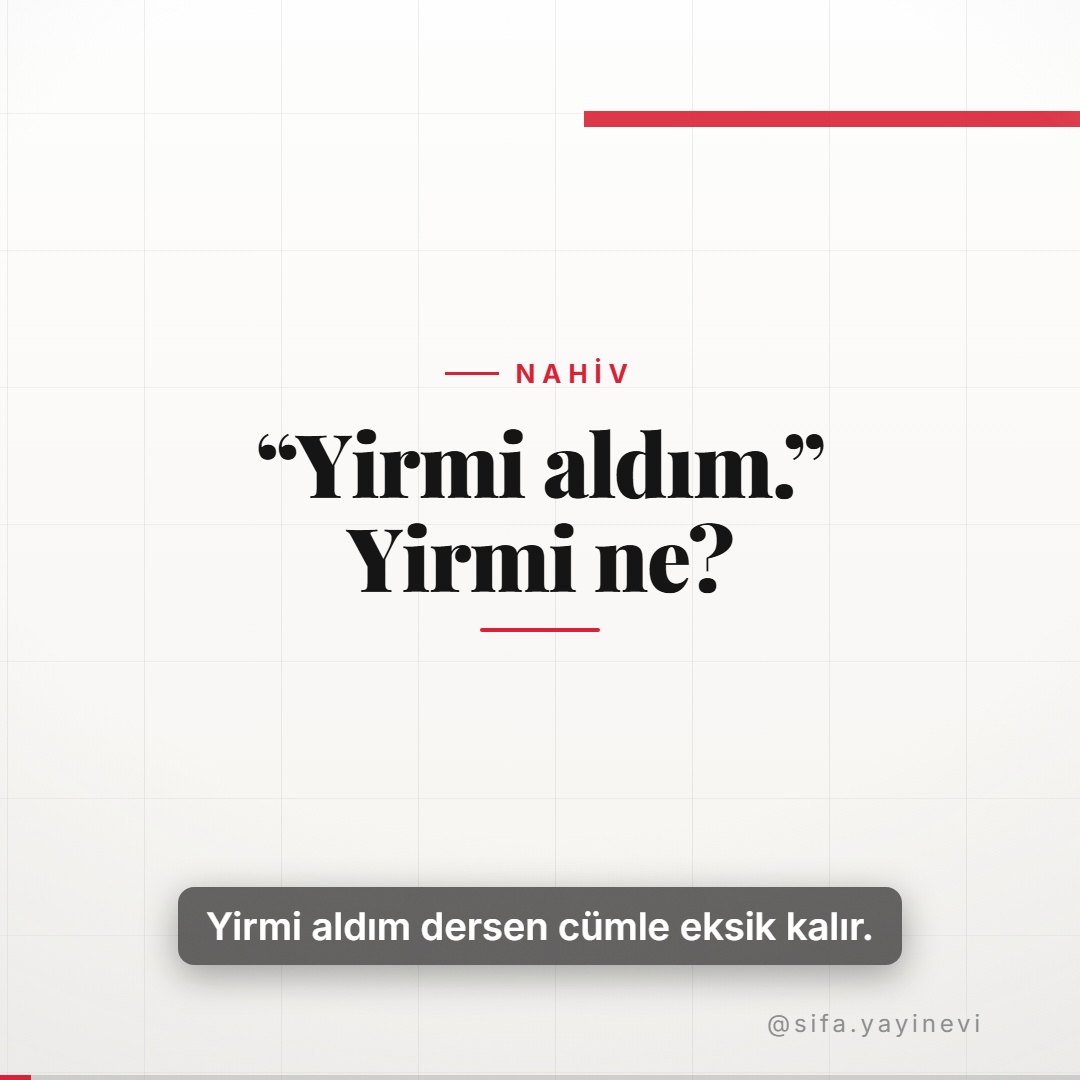 NAHİV
“Yirmi aldım.”
Yirmi ne?
Yirmi aldım dersen cümle eksik kalır.
@sifa.yayinevi